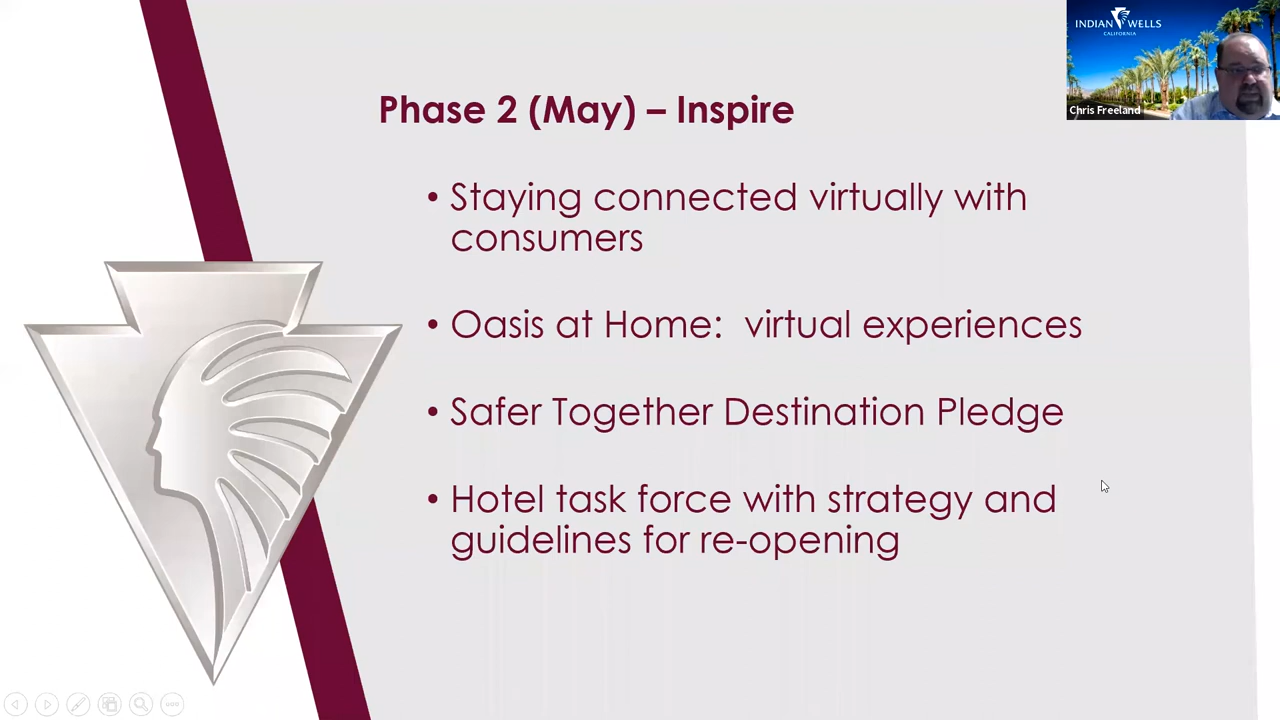 INDIAN WELLS
CALIFORNIA
Chris Freeland
Phase 2 (May) – Inspire
• Staying connected virtually with
consumers
• Oasis at Home:  virtual experiences
• Safer Together Destination Pledge
• Hotel task force with strategy and
guidelines for re-opening